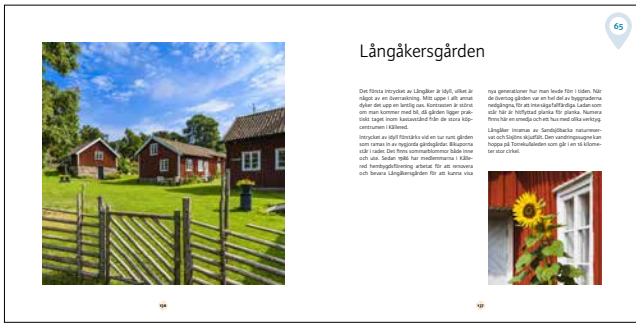 65
Långåkersgården
Det första intrycket av Långåker är idyll, vilket är
något av en överraskning. Mitt uppe i allt annat
dyker det upp en lantlig oas. Kontrasten är störst
om man kommer med bil, då gården ligger prak-
tiskt taget inom kastavstånd från de stora köp-
centrumen i Kållered.
Intrycket av idyll förstärks vid en tur runt gården
som ramas in av nygjorda gärdsgårdar. Bikuporna
står i rader. Det finns sommarblommor både inne
och ute. Sedan 1986 har medlemmarna i Kålle-
red hembygdsförening arbetat för att renovera
och bevara Långåkersgården för att kunna visa
nya generationer hur man levde förr i tiden. När
de övertog gården var en hel del av byggnaderna
nedgångna, för att inte säga fallfärdiga. Ladan som
står här är hitflyttad planka för planka. Numera
finns här en smedja och ett hus med olika verktyg.
Långåker inramas av Sandsjöbacka naturreser-
vat och Sisjöns skjutfält. Den vandringssugne kan
hoppa på Torrekullaleden som går i en 16 kilome-
ter stor cirkel.
136
137